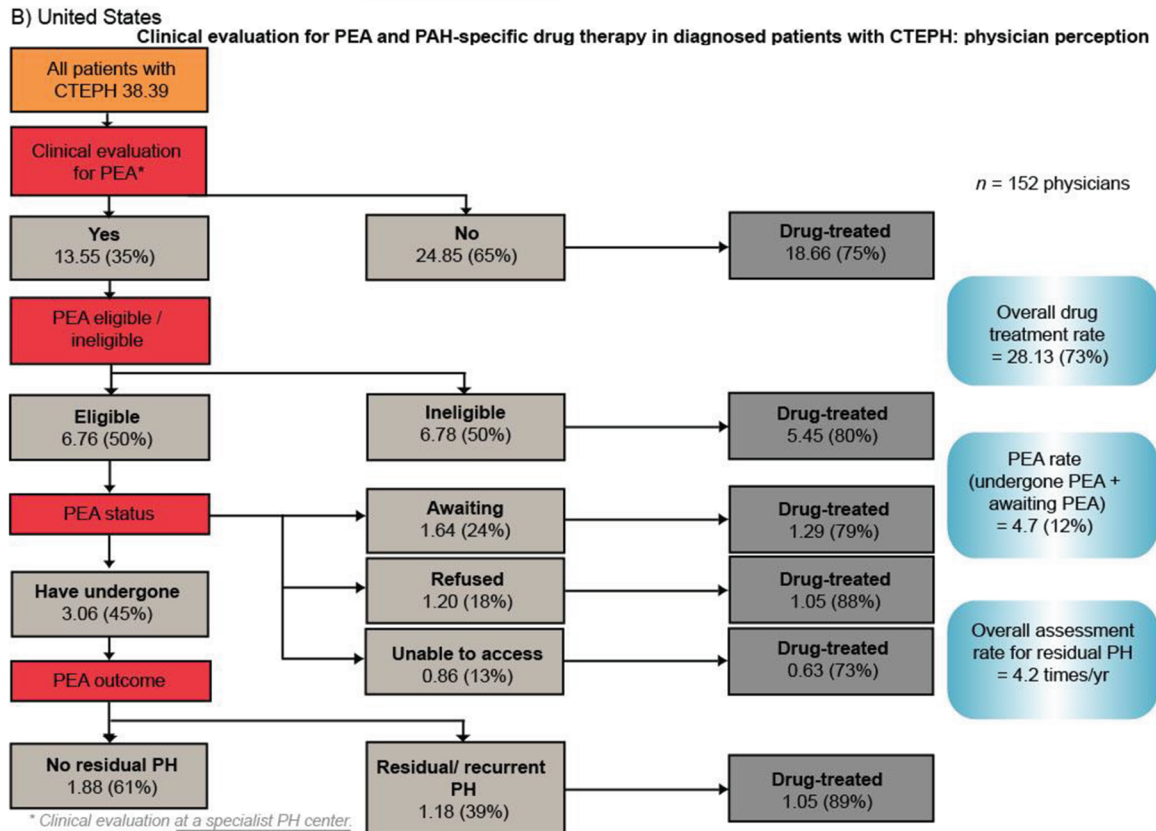 B) United States
Clinical evaluation for PEA and PAH-specific drug therapy in diagnosed patients with CTEPH: physician perception
All patients with
CTEPH 38.39
Clinical evaluation
for PEA*
n = 152 physicians
Yes
13.55 (35%)
No
24.85 (65%)
Drug-treated
18.66 (75%)
PEA eligible /
ineligible
Overall drug
treatment rate
= 28.13 (73%)
Eligible
6.76 (50%)
Ineligible
6.78 (50%)
Drug-treated
5.45 (80%)
PEA rate
(undergone PEA +
awaiting PEA)
= 4.7 (12%)
PEA status
Awaiting
1.64 (24%)
Drug-treated
1.29 (79%)
Have undergone
3.06 (45%)
Refused
1.20 (18%)
Drug-treated
1.05 (88%)
Overall assessment
rate for residual PH
= 4.2 times/yr
Unable to access
0.86 (13%)
Drug-treated
0.63 (73%)
PEA outcome
No residual PH
1.88 (61%)
Residual/ recurrent
PH
1.18 (39%)
Drug-treated
1.05 (89%)
* Clinical evaluation at a specialist PH center.